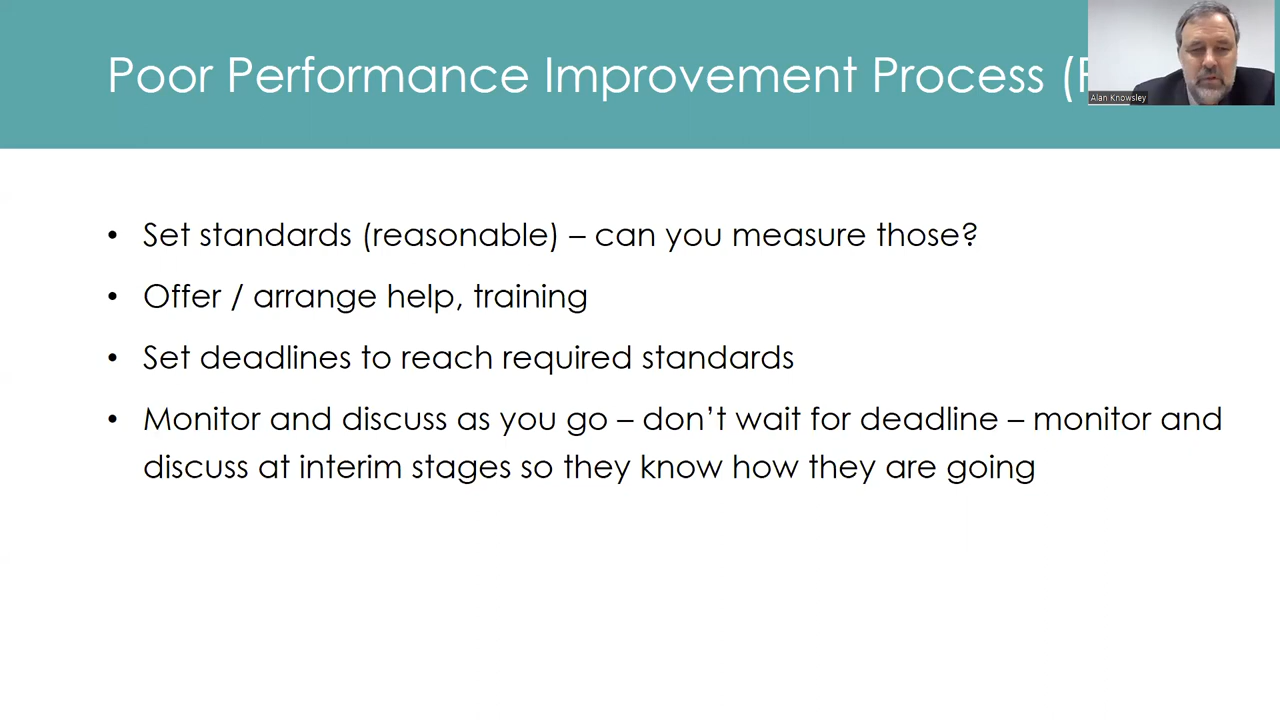 Poor Performance Improvement Process (
Alan Knowsley
• Set standards (reasonable) – can you measure those?
• Offer / arrange help, training
• Set deadlines to reach required standards
• Monitor and discuss as you go – don’t wait for deadline – monitor and
discuss at interim stages so they know how they are going